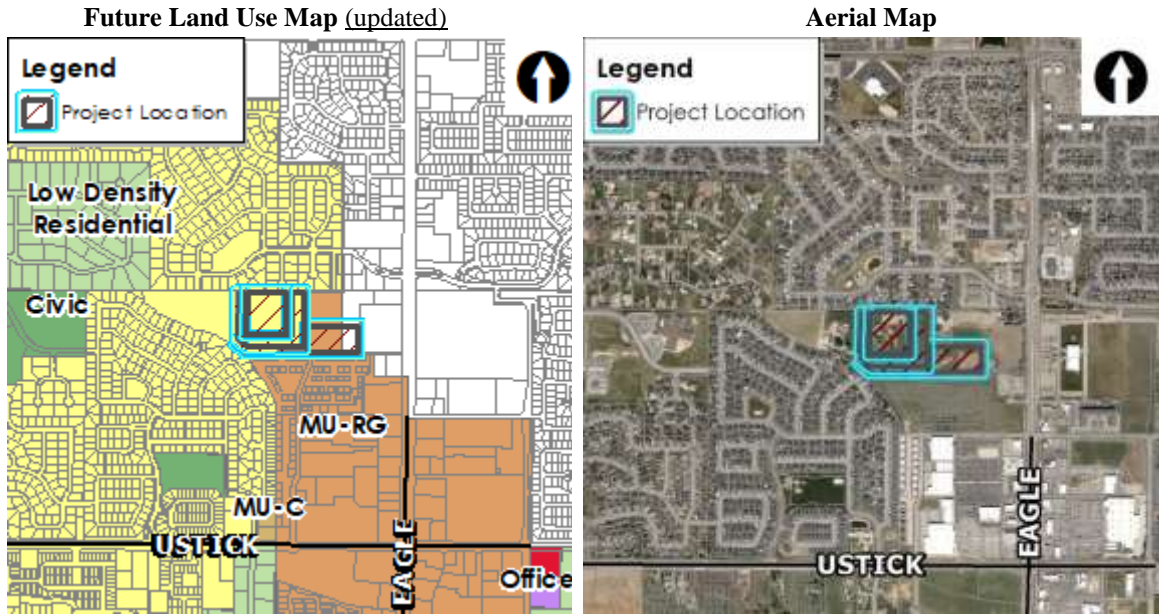 Future Land Use Map (updated)
Legend
Project Location
Low Density
Residential
Civic
MU-RG
MU-C
USTICK
EAGLE
Office
Aerial Map
Legend
Project Location
EAGLE
USTICK